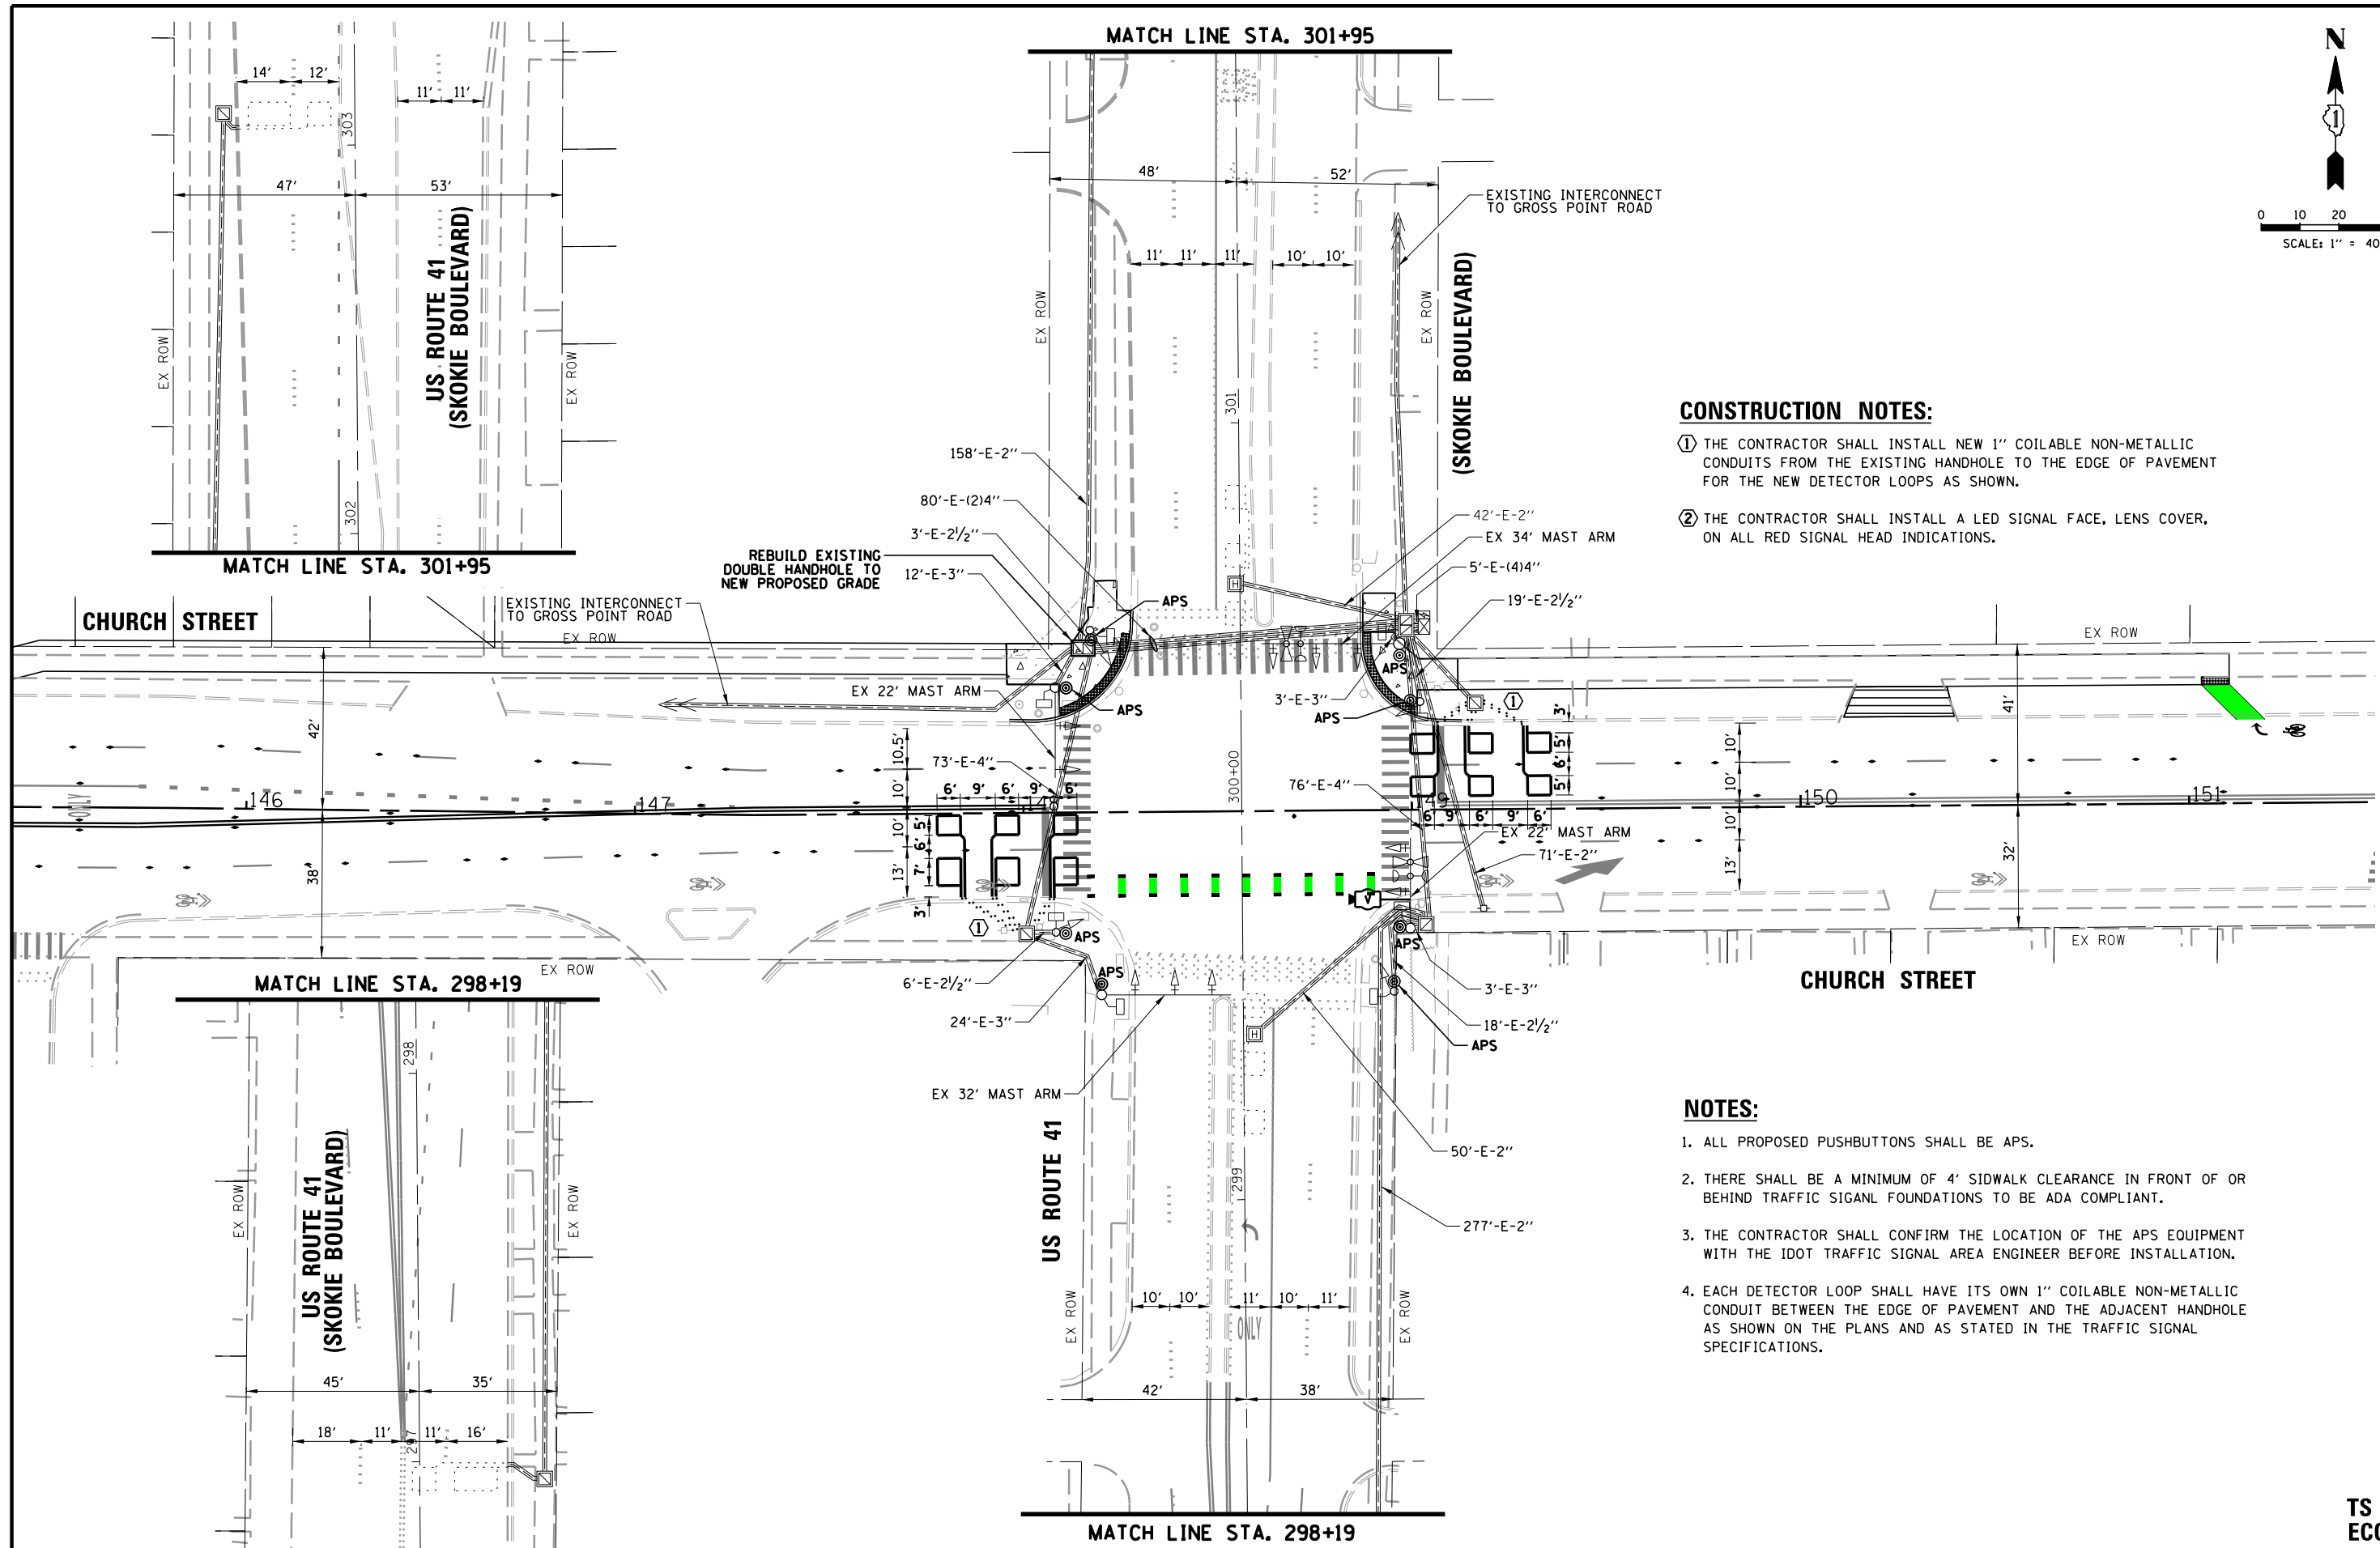 MATCH LINE STA. 301+95
N
1
0 10 20
SCALE: 1" = 40
14' 12'
11' 11'
303
47' 53'
US ROUTE 41
(SKOKIE BOULEVARD)
EX ROW
EX ROW
302
MATCH LINE STA. 301+95
48' 52'
EXISTING INTERCONNECT
TO GROSS POINT ROAD
11' 11' 11' 10' 10'
EX ROW
EX ROW
(SKOKIE BOULEVARD)
301
158'-E-2"
80'-E-(2)4"
3'-E-2½"
REBUILD EXISTING
DOUBLE HANDHOLE TO
NEW PROPOSED GRADE
12'-E-3"
42'-E-2"
EX 34' MAST ARM
5'-E-(4)4"
19'-E-2½"
H
CONSTRUCTION NOTES:
1 THE CONTRACTOR SHALL INSTALL NEW 1" COILABLE NON-METALLIC
CONDUITS FROM THE EXISTING HANDHOLE TO THE EDGE OF PAVEMENT
FOR THE NEW DETECTOR LOOPS AS SHOWN.
2 THE CONTRACTOR SHALL INSTALL A LED SIGNAL FACE, LENS COVER,
ON ALL RED SIGNAL HEAD INDICATIONS.
CHURCH STREET
EXISTING INTERCONNECT
TO GROSS POINT ROAD
EX ROW
APS
EX 22' MAST ARM
APS
APS
3'-E-3"
APS
1
EX ROW
42'
41'
10.5'
10'
10'
13'
73'-E-4"
300+00
76'-E-4"
3'
5'
6'
5'
10'
10'
10'
13'
ONLY
146
147
150
151
6' 9' 6' 9' 6'
6' 9' 6' 9' 6'
5'
6'
7'
3'
38'
32'
EX 22' MAST ARM
71'-E-2"
V
1
APS
APS
APS
EX ROW
EX ROW
6'-E-2½"
24'-E-3"
3'-E-3"
18'-E-2½"
APS
CHURCH STREET
H
MATCH LINE STA. 298+19
298
EX 32' MAST ARM
US ROUTE 41
50'-E-2"
299
277'-E-2"
US ROUTE 41
(SKOKIE BOULEVARD)
EX ROW
EX ROW
45' 35'
18' 11' 11' 16'
297
EX ROW
EX ROW
10' 10' 11' 10' 11'
ONLY
42' 38'
MATCH LINE STA. 298+19
NOTES:
1. ALL PROPOSED PUSHBUTTONS SHALL BE APS.
2. THERE SHALL BE A MINIMUM OF 4' SIDWALK CLEARANCE IN FRONT OF OR
BEHIND TRAFFIC SIGANL FOUNDATIONS TO BE ADA COMPLIANT.
3. THE CONTRACTOR SHALL CONFIRM THE LOCATION OF THE APS EQUIPMENT
WITH THE IDOT TRAFFIC SIGNAL AREA ENGINEER BEFORE INSTALLATION.
4. EACH DETECTOR LOOP SHALL HAVE ITS OWN 1" COILABLE NON-METALLIC
CONDUIT BETWEEN THE EDGE OF PAVEMENT AND THE ADJACENT HANDHOLE
AS SHOWN ON THE PLANS AND AS STATED IN THE TRAFFIC SIGNAL
SPECIFICATIONS.
TS